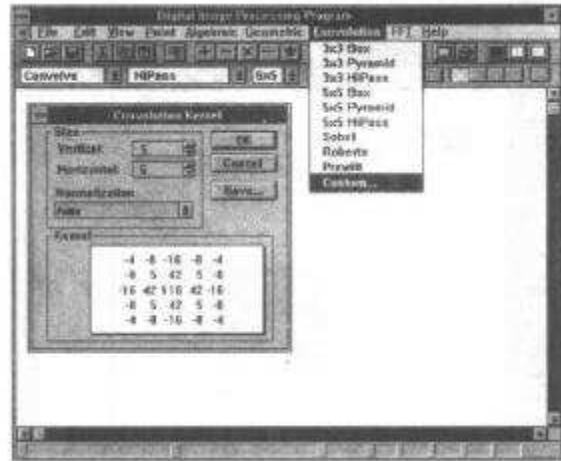 Digital Image Processing Program
File Edit View Point Algebraic Geometric Convolution FFT Help
Convolve HiPass 5x5
3x3 Box
3x3 Pyramid
3x3 HiPass
5x5 Box
5x5 Pyramid
5x5 HiPass
Sobel
Roberts
Prewitt
Custom...
Convolution Kernel
Size
Vertical: 5
Horizontal: 5
Normalization
Auto
OK
Cancel
Save...
Kernel
-4 -8 -16 -8 -4
-8 5 42 5 -8
-16 42 118 42 -16
-8 5 42 5 -8
-4 -8 -16 -8 -4